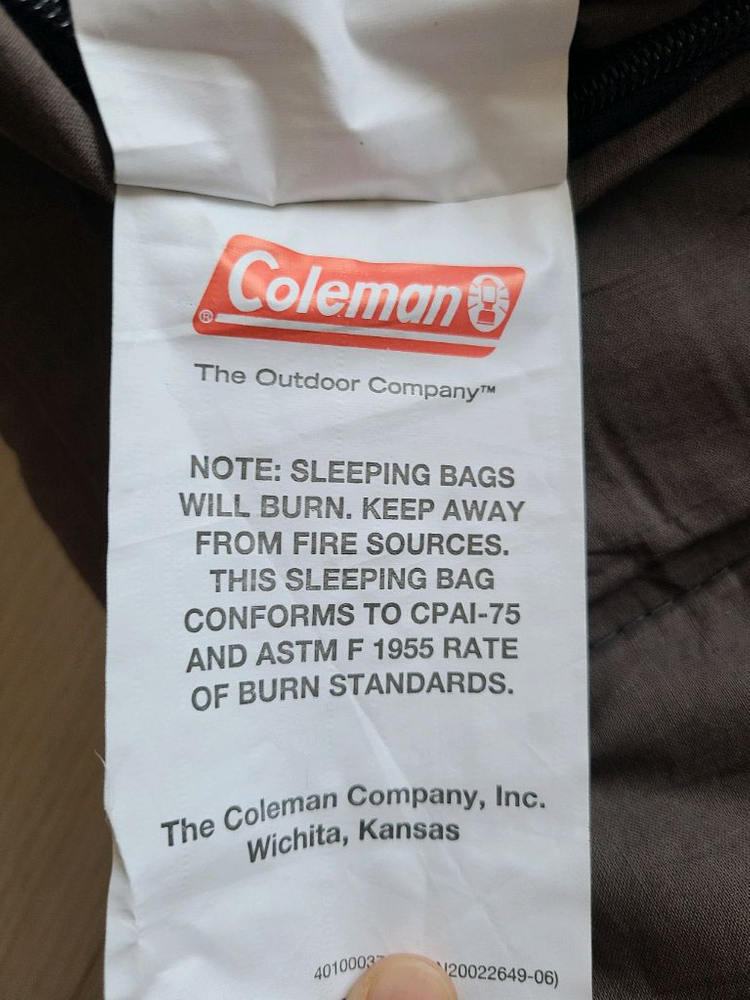 Coleman
®
The Outdoor Company™
NOTE: SLEEPING BAGS
WILL BURN. KEEP AWAY
FROM FIRE SOURCES.
THIS SLEEPING BAG
CONFORMS TO CPAI-75
AND ASTM F 1955 RATE
OF BURN STANDARDS.
The Coleman Company, Inc.
Wichita, Kansas